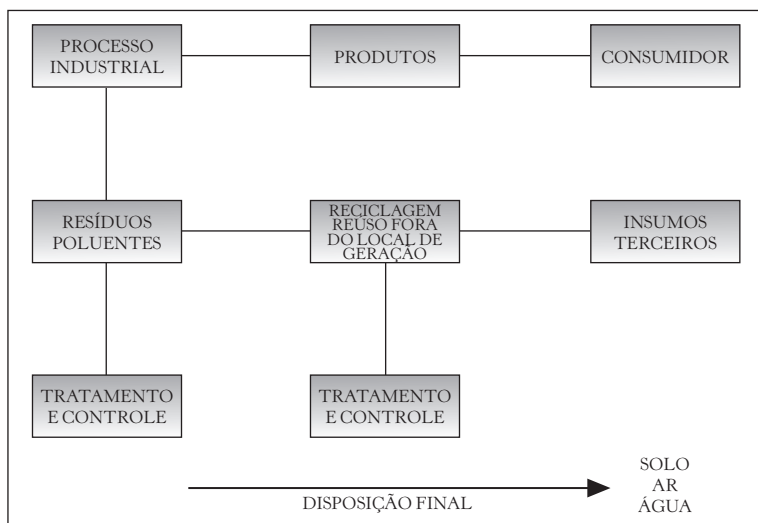 PROCESSO
INDUSTRIAL
PRODUTOS
CONSUMIDOR
RESÍDUOS
POLUENTES
RECICLAGEM
REÚSO FORA
DO LOCAL DE
GERAÇÃO
INSUMOS
TERCEIROS
TRATAMENTO
E CONTROLE
TRATAMENTO
E CONTROLE
DISPOSIÇÃO FINAL
SOLO
AR
ÁGUA